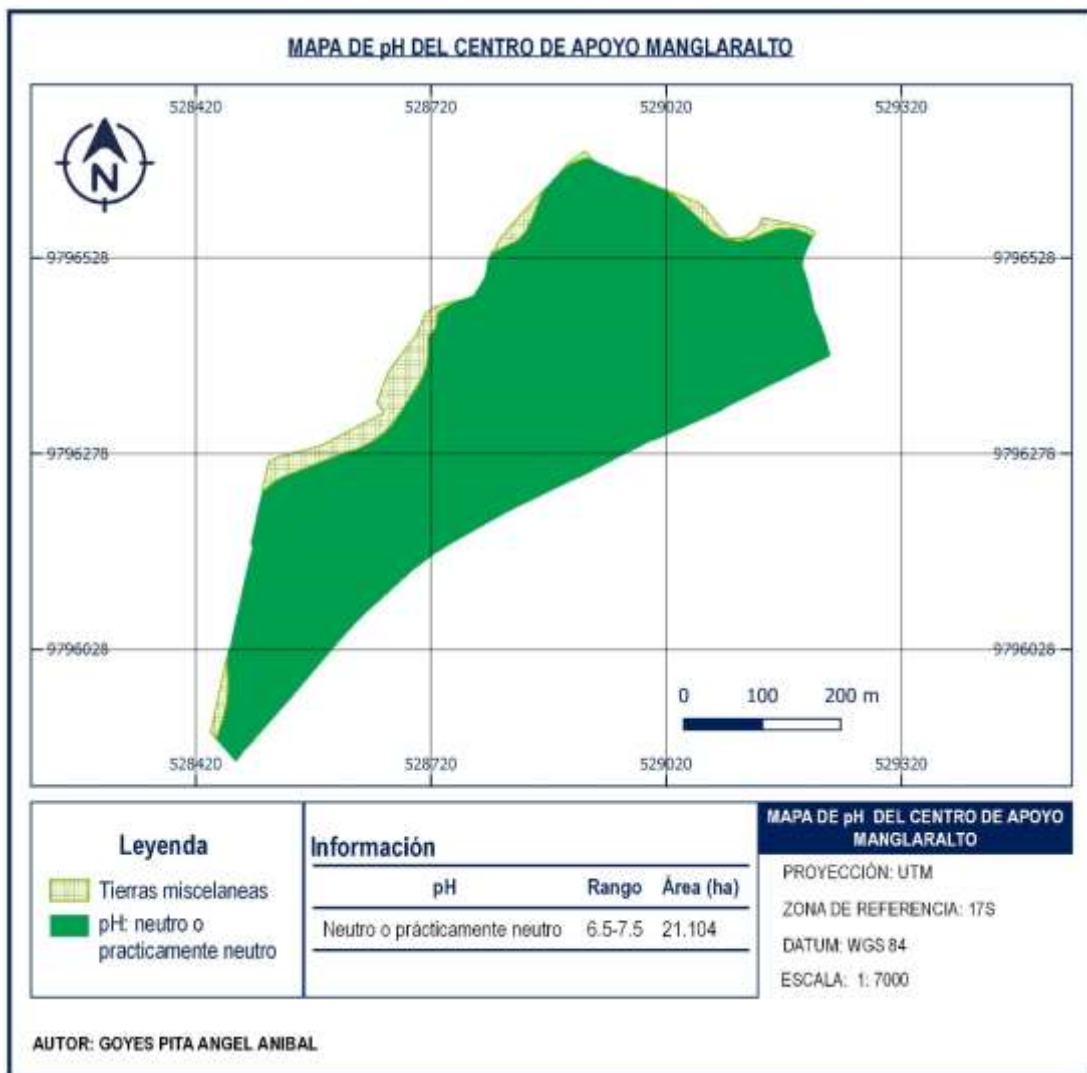 MAPA DE pH DEL CENTRO DE APOYO MANGLARALTO
528420 528720 529020 529320
N
9796528 9796528
9796278 9796278
9796028 9796028
0 100 200 m
528420 528720 529020 529320
Leyenda
Tierras miscelaneas
pH: neutro o
practicamente neutro
Información
pH Rango Área (ha)
Neutro o prácticamente neutro 6.5-7.5 21.104
MAPA DE pH DEL CENTRO DE APOYO
MANGLARALTO
PROYECCIÓN: UTM
ZONA DE REFERENCIA: 17S
DATUM: WGS 84
ESCALA: 1: 7000
AUTOR: GOYES PITA ANGEL ANIBAL